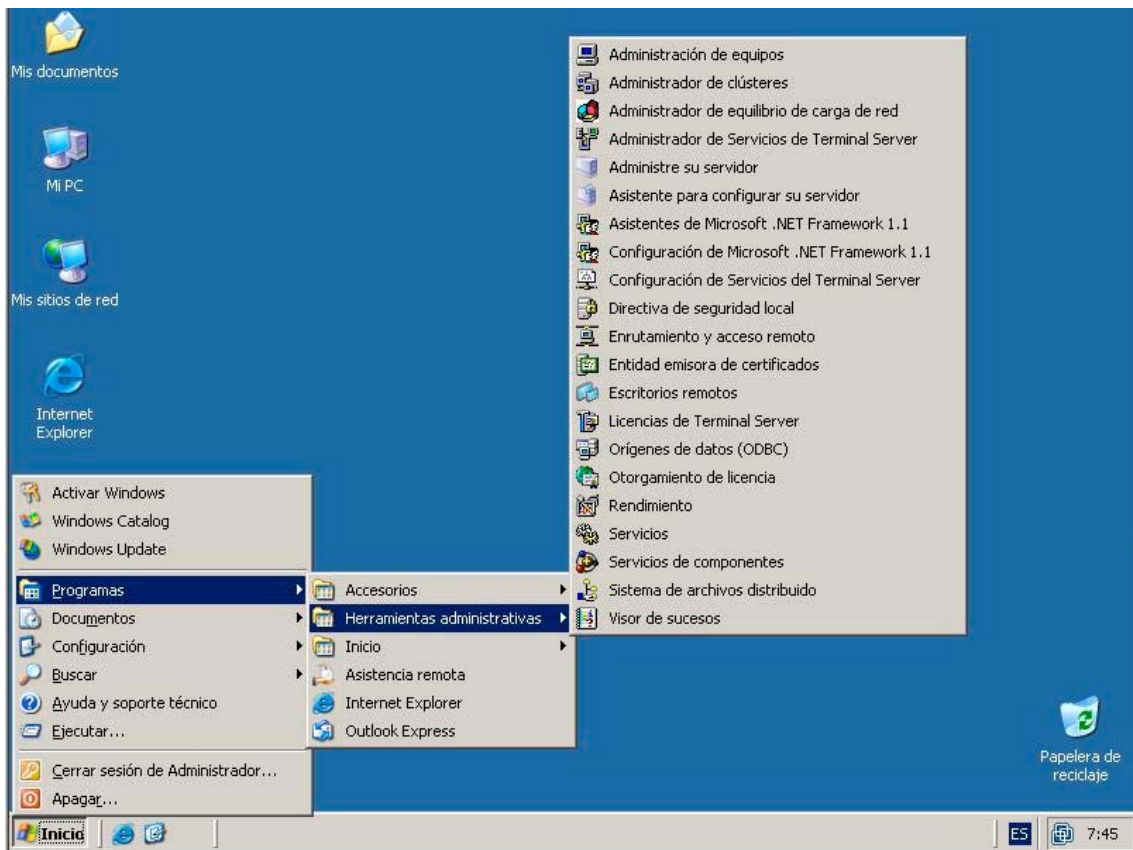 Mis documentos
Mi PC
Mis sitios de red
Internet
Explorer
Administración de equipos
Administrador de clústeres
Administrador de equilibrio de carga de red
Administrador de Servicios de Terminal Server
Administre su servidor
Asistente para configurar su servidor
Asistentes de Microsoft .NET Framework 1.1
Configuración de Microsoft .NET Framework 1.1
Configuración de Servicios del Terminal Server
Directiva de seguridad local
Enrutamiento y acceso remoto
Entidad emisora de certificados
Escritorios remotos
Licencias de Terminal Server
Orígenes de datos (ODBC)
Otorgamiento de licencia
Rendimiento
Servicios
Servicios de componentes
Sistema de archivos distribuido
Visor de sucesos
Activar Windows
Windows Catalog
Windows Update
Programas
Documentos
Configuración
Buscar
Ayuda y soporte técnico
Ejecutar...
Cerrar sesión de Administrador...
Apagar...
Accesorios
Herramientas administrativas
Inicio
Asistencia remota
Internet Explorer
Outlook Express
Papelera de
reciclaje
Inicio
ES
7:45